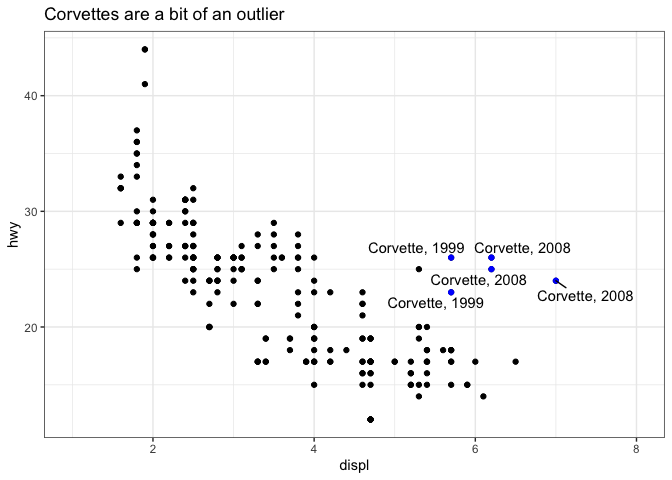 Corvettes are a bit of an outlier
40
30
20
hwy
Corvette, 1999
Corvette, 2008
Corvette, 2008
Corvette, 2008
Corvette, 1999
2
4
6
8
displ